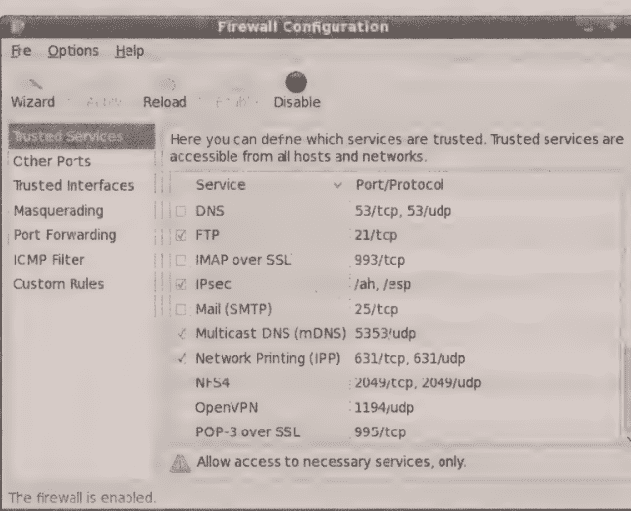 Firewall Configuration
File Options Help
Wizard Apply Reload Enable Disable
Trusted Services
Other Ports
Trusted Interfaces
Masquerading
Port Forwarding
ICMP Filter
Custom Rules
Here you can define which services are trusted. Trusted services are
accessible from all hosts and networks.
Service Port/Protocol
DNS 53/tcp, 53/udp
FTP 21/tcp
IMAP over SSL 993/tcp
IPsec /ah, /esp
Mail (SMTP) 25/tcp
Multicast DNS (mDNS) 5353/udp
Network Printing (IPP) 631/tcp, 631/udp
NFS4 2049/tcp, 2049/udp
OpenVPN 1194/udp
POP-3 over SSL 995/tcp
Allow access to necessary services, only.
The firewall is enabled.